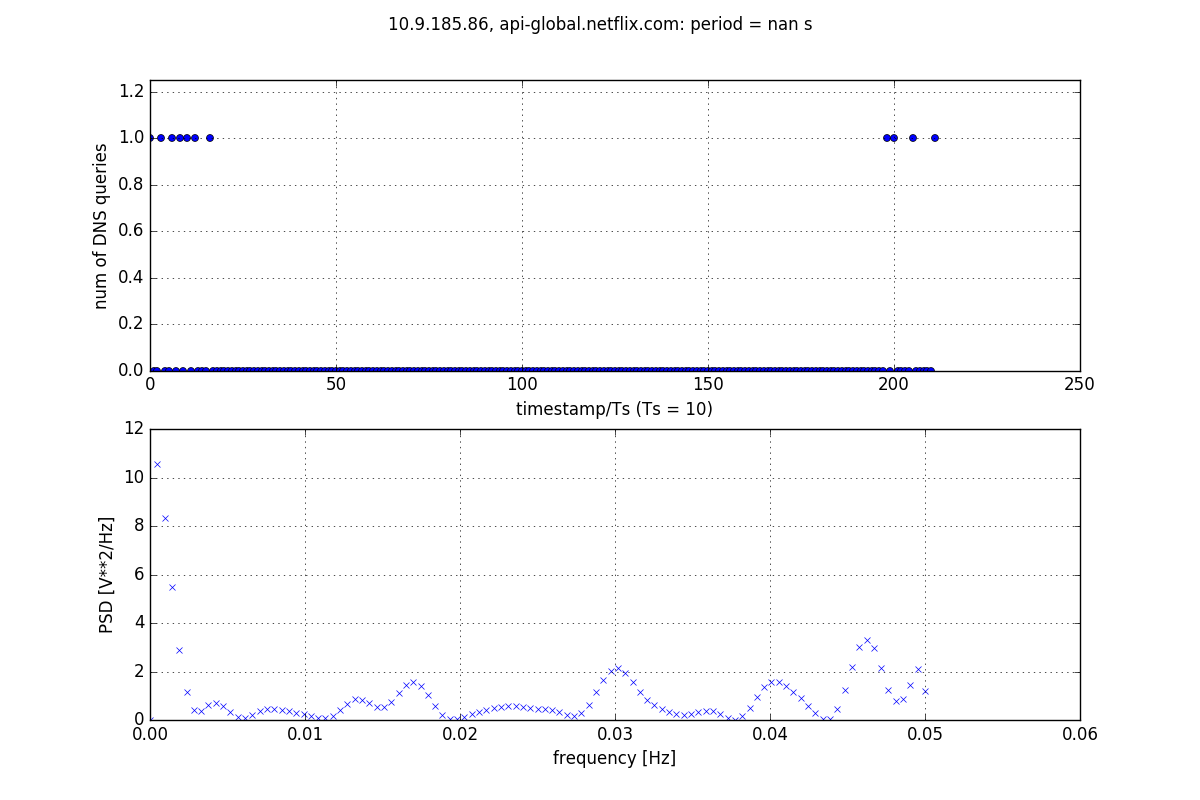 10.9.185.86, api-global.netflix.com: period = nan s
1.2
1.0
0.8
0.6
0.4
0.2
0.0
num of DNS queries
0 50 100 150 200 250
timestamp/Ts (Ts = 10)
12
10
8
6
4
2
0
PSD [V**2/Hz]
0.00 0.01 0.02 0.03 0.04 0.05 0.06
frequency [Hz]